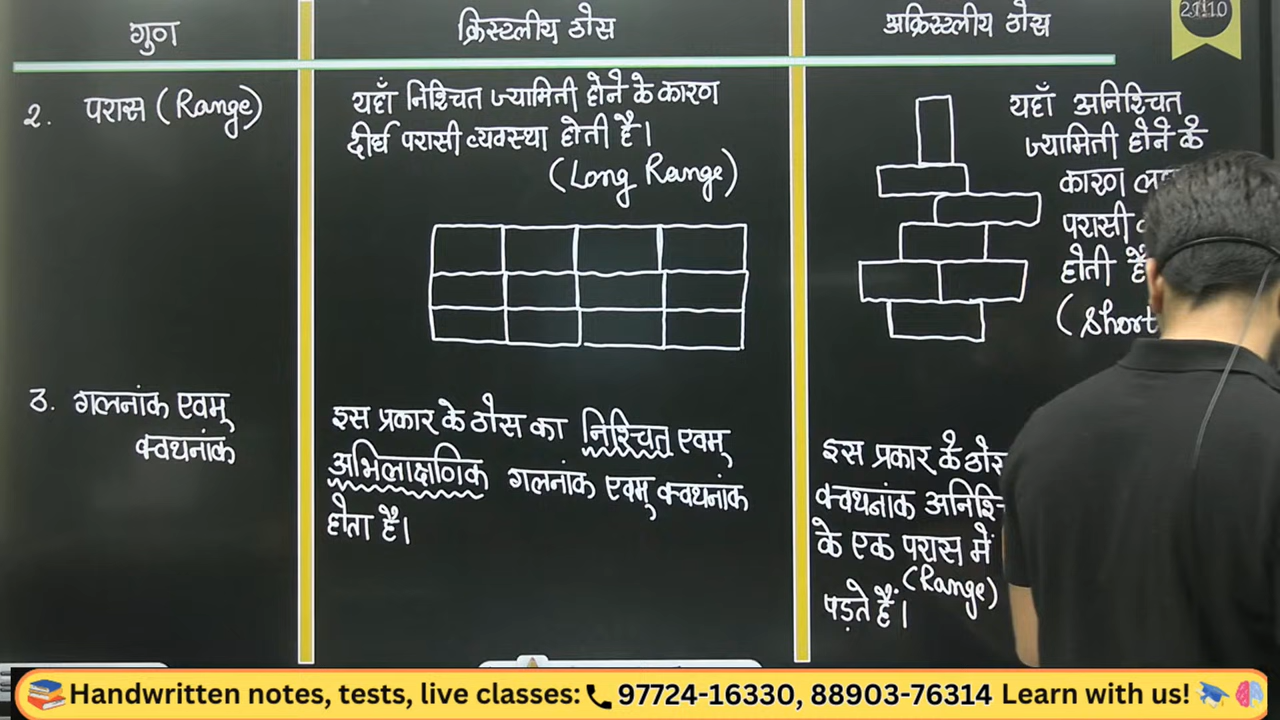 गुण
क्रिस्टलीय ठोस
अक्रिस्टलीय ठोस
21:10
2. परास (Range)
यहाँ निश्चित ज्यामिती होने के कारण
दीर्घ परासी व्यवस्था होती है।
(Long Range)
यहाँ अनिश्चित
ज्यामिती होने के
कारण
परासी
होती है
(Short
3. गलनांक एवम्
क्वथनांक
इस प्रकार के ठोस का निश्चित एवम्
अभिलाक्षणिक गलनांक एवम् क्वथनांक
होता है।
इस प्रकार के ठोस
क्वथनांक
के एक परास में
(Range)
पड़ते हैं।
Handwritten notes, tests, live classes: 97724-16330, 88903-76314 Learn with us!